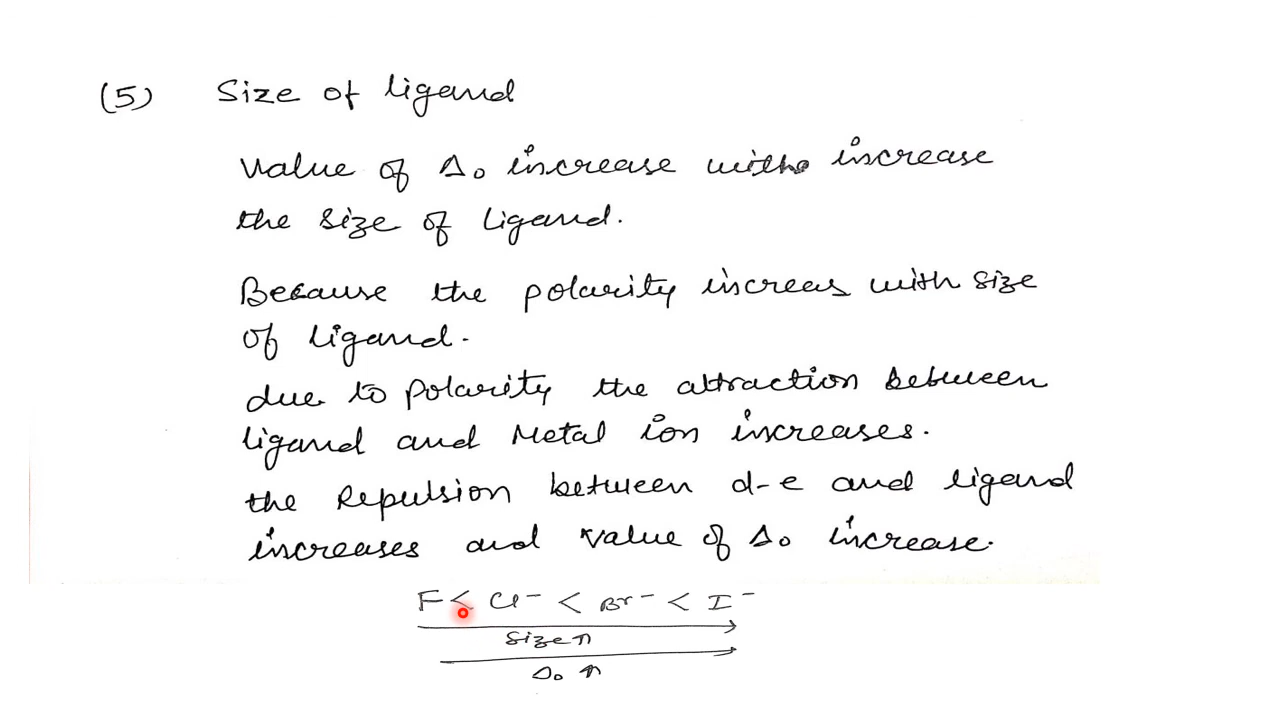 (5) Size of ligand
Value of Δo increase with increase
the size of ligand.
Because the polarity increas with size
of ligand.
due to polarity the attraction between
ligand and Metal ion increases.
the Repulsion between d-e and ligand
increases and value of Δo increase.
F < Cl⁻ < Br⁻ < I⁻
Size ↑
Δo ↑